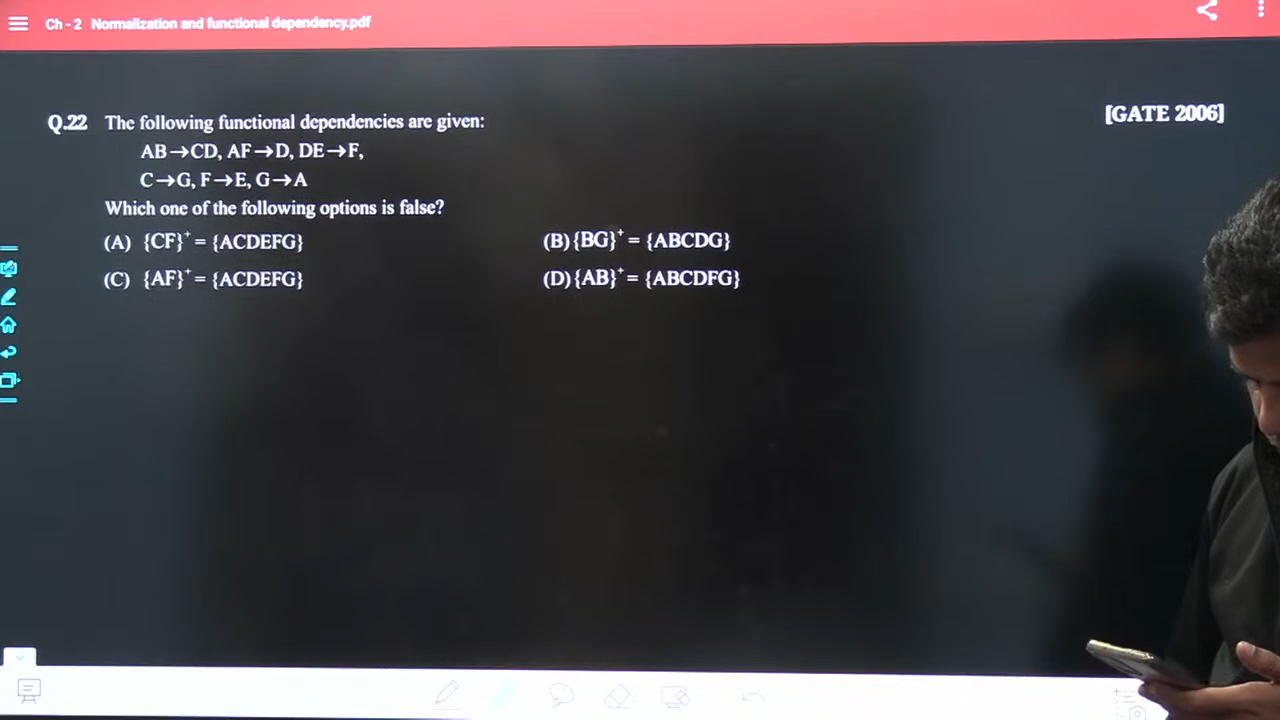 Ch - 2 Normalization and functional dependency.pdf
Q.22 The following functional dependencies are given: [GATE 2006]
AB→CD, AF→D, DE→F,
C→G, F→E, G→A
Which one of the following options is false?
(A) {CF}⁺ = {ACDEFG} (B) {BG}⁺ = {ABCDG}
(C) {AF}⁺ = {ACDEFG} (D) {AB}⁺ = {ABCDFG}